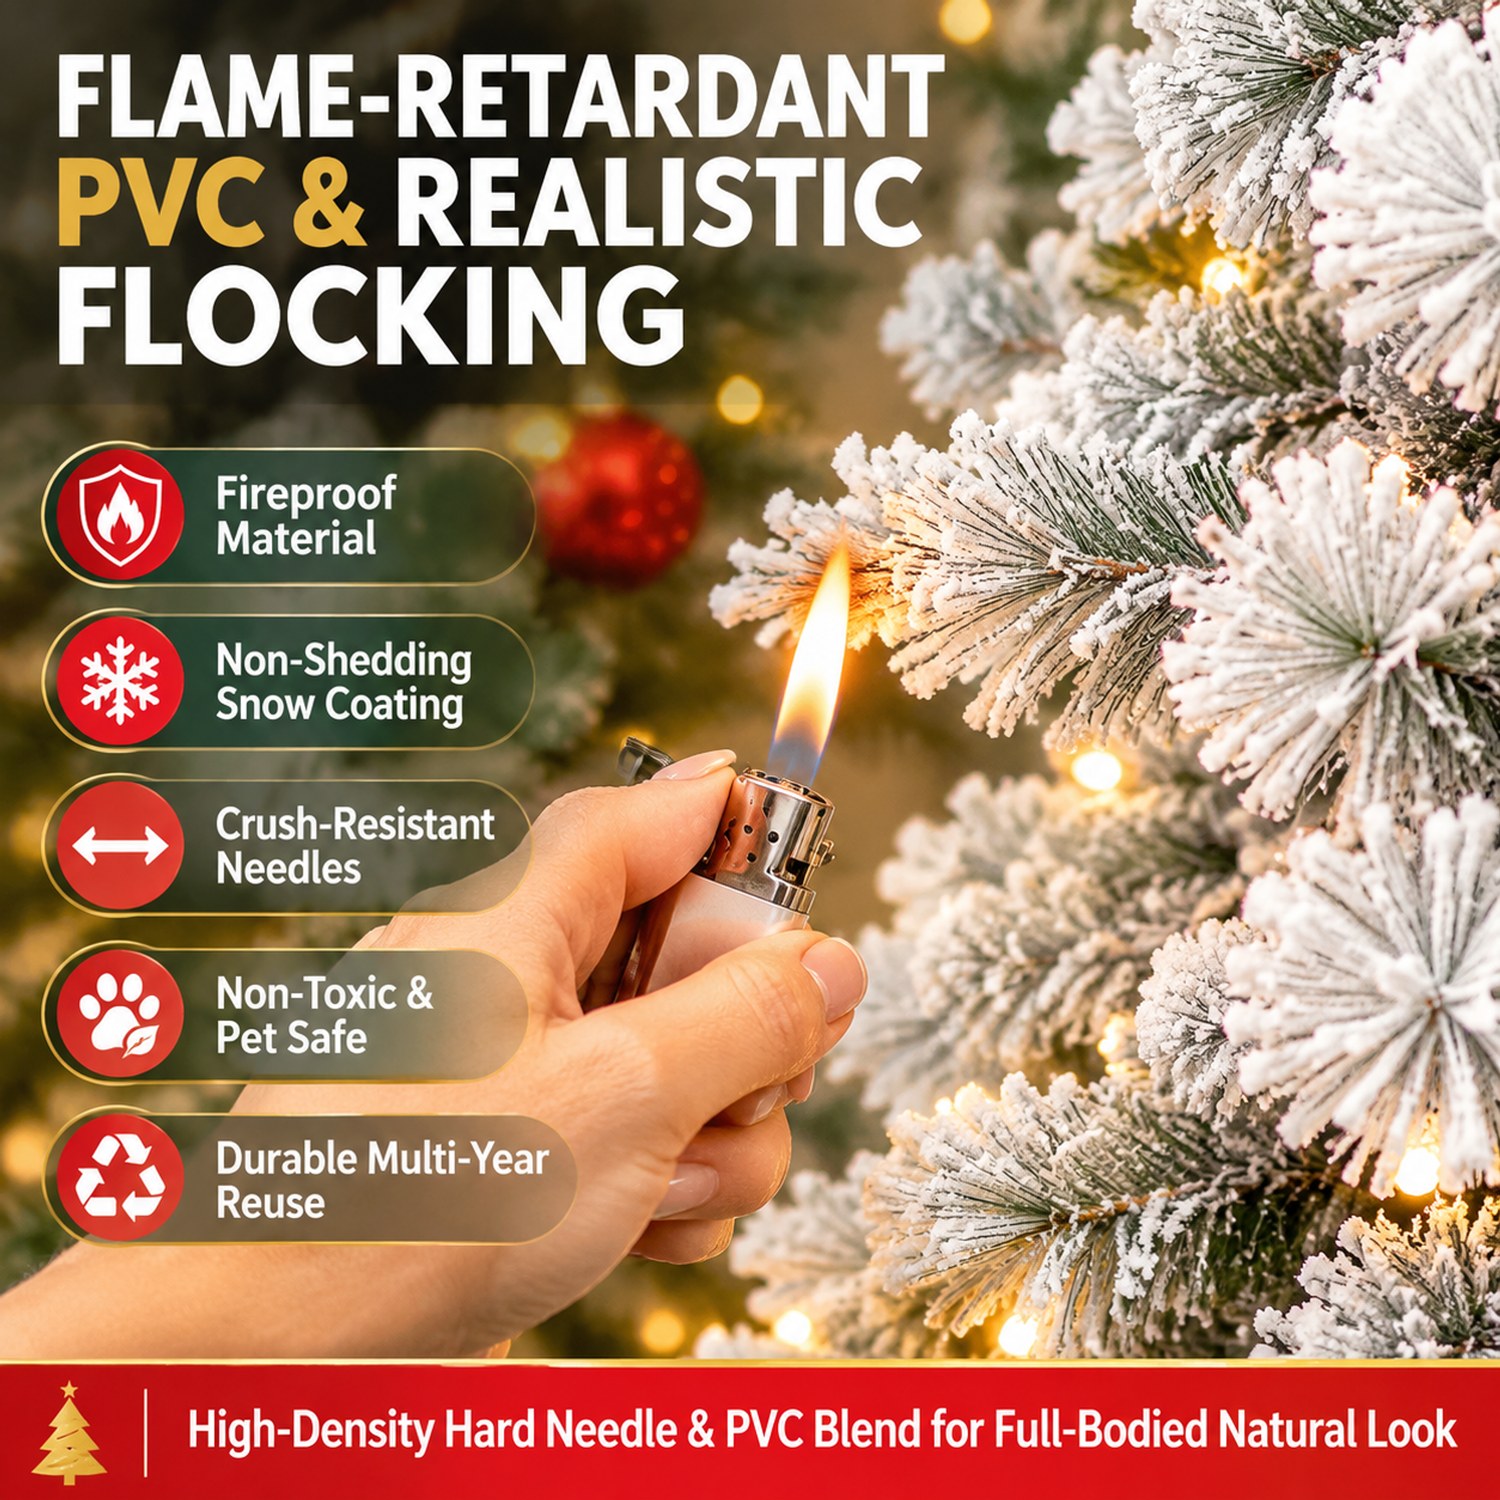 FLAME-RETARDANT
PVC & REALISTIC
FLOCKING
Fireproof
Material
Non-Shedding
Snow Coating
Crush-Resistant
Needles
Non-Toxic &
Pet Safe
Durable Multi-Year
Reuse
High-Density Hard Needle & PVC Blend for Full-Bodied Natural Look